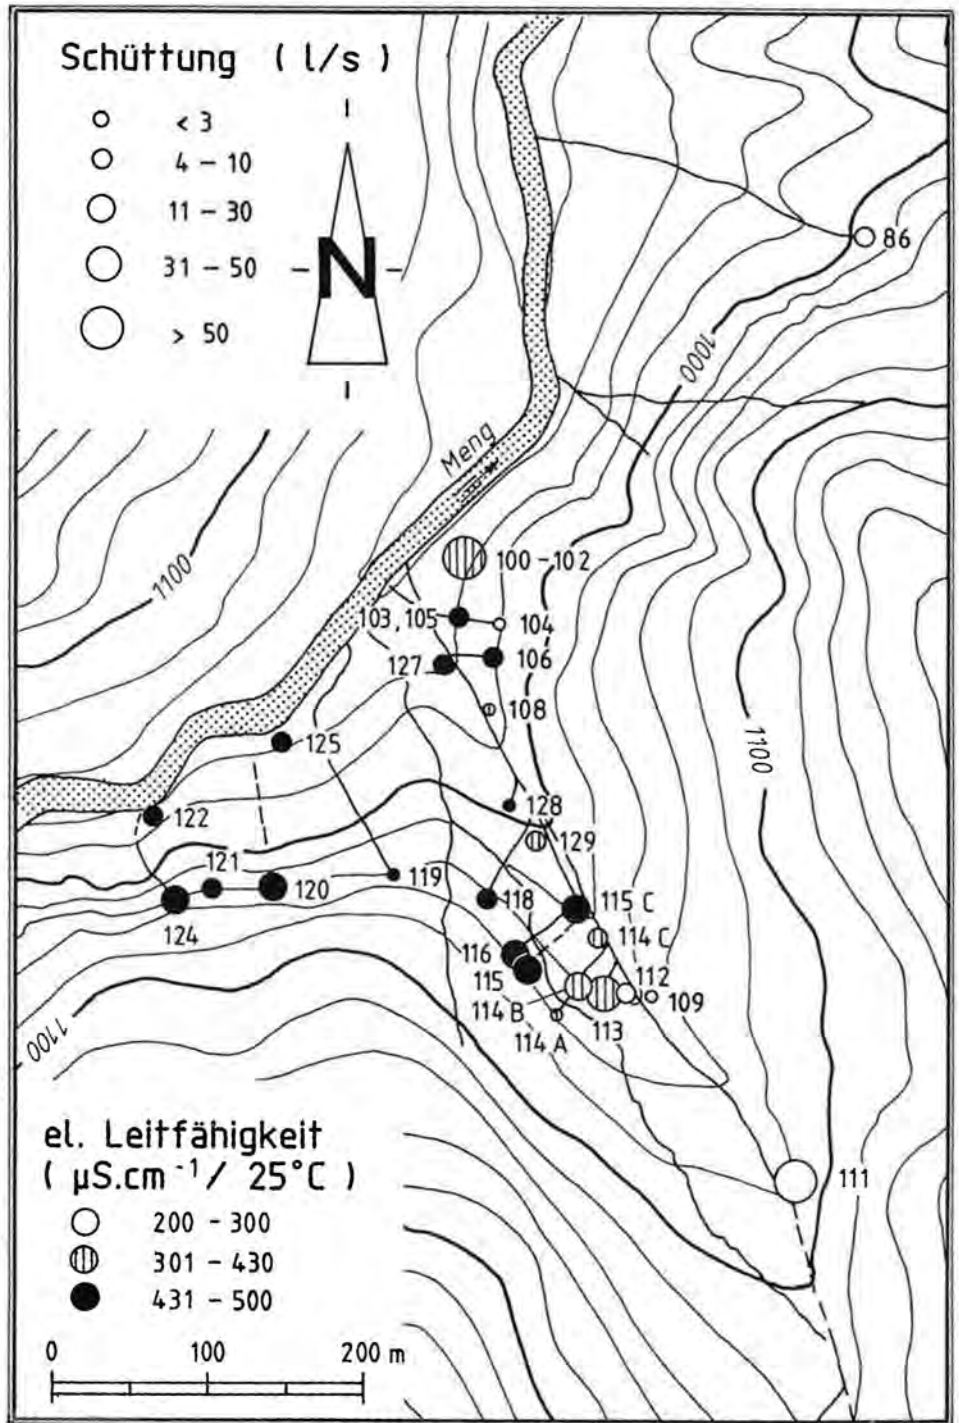 Schüttung ( l/s )
< 3
4 - 10
11 - 30
31 - 50
> 50
N
86
1000
Meng
1100
100 - 102
103, 105
104
127
106
108
1100
125
128
122
129
121
119
120
118
115 C
124
114 C
116
115
112
109
114 B
113
114 A
1100
111
el. Leitfähigkeit
( µS.cm⁻¹ / 25°C )
200 - 300
301 - 430
431 - 500
0 100 200 m